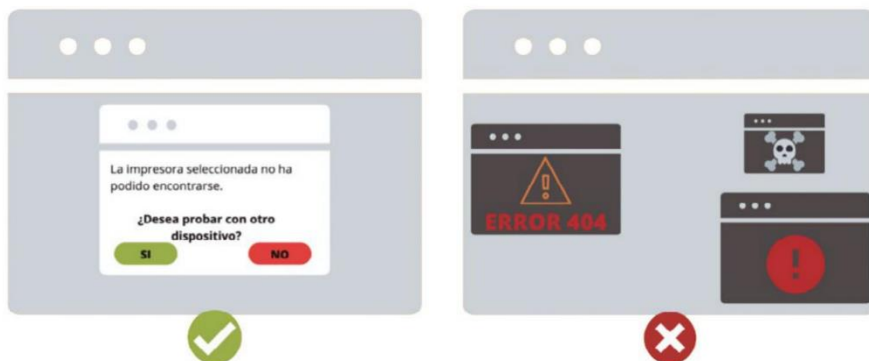 La impresora seleccionada no ha
podido encontrarse.
¿Desea probar con otro
dispositivo?
SI
NO
ERROR 404